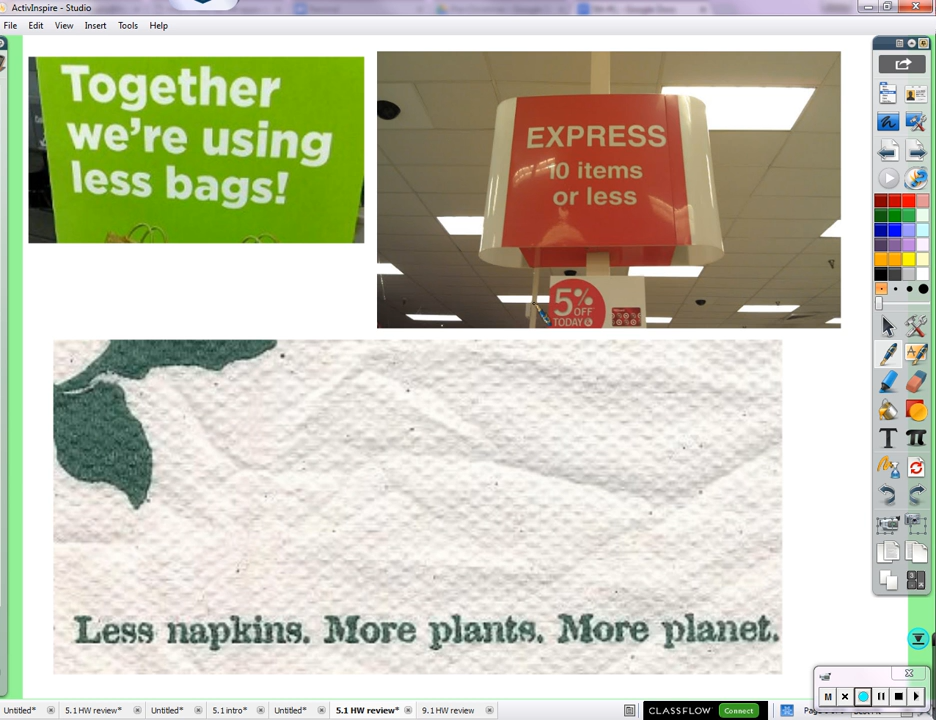 ActivInspire - Studio
File Edit View Insert Tools Help
Together
we're using
less bags!
EXPRESS
10 items
or less
5%
OFF
TODAY
Less napkins. More plants. More planet.
Untitled* 5.1 HW review* Untitled* 5.1 intro* Untitled* 5.1 HW review* 9.1 HW review
CLASSFLOW Connect